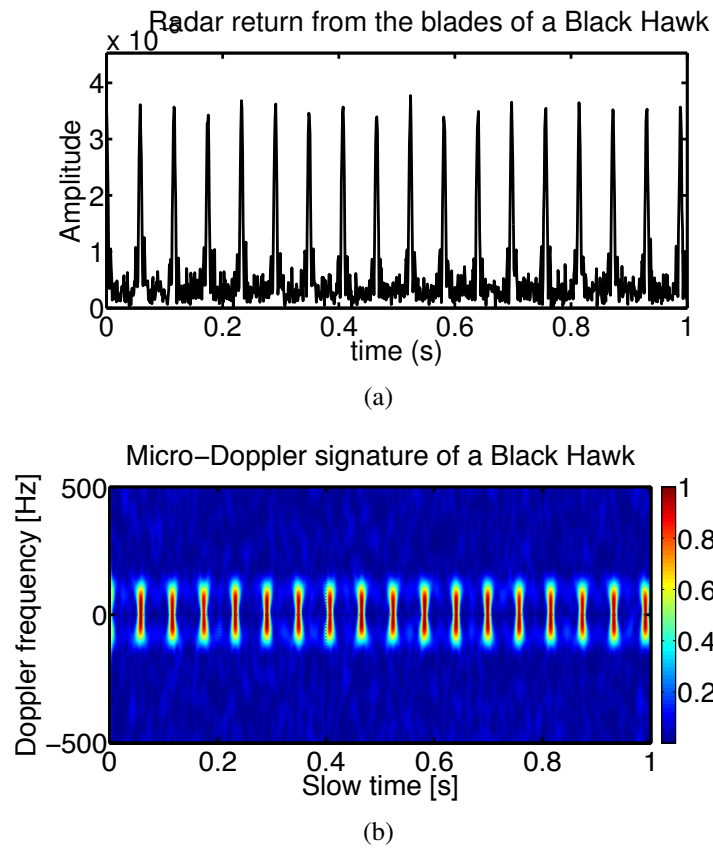 Radar return from the blades of a Black Hawk
x 10
Amplitude
4
3
2
1
0
0 0.2 0.4 0.6 0.8 1
time (s)
(a)
Micro−Doppler signature of a Black Hawk
Doppler frequency [Hz]
500
0
−500
0 0.2 0.4 0.6 0.8 1
Slow time [s]
1
0.8
0.6
0.4
0.2
(b)